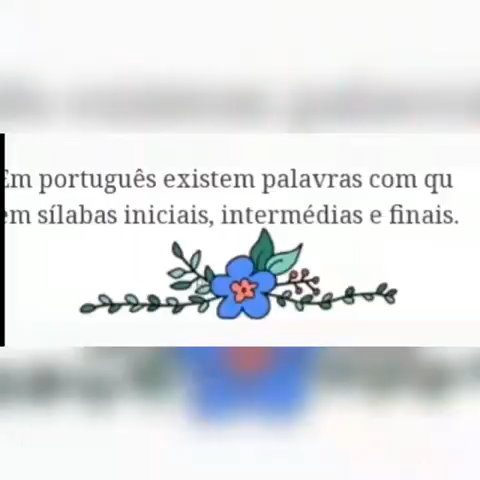 Em português existem palavras com qu
em sílabas iniciais, intermédias e finais.